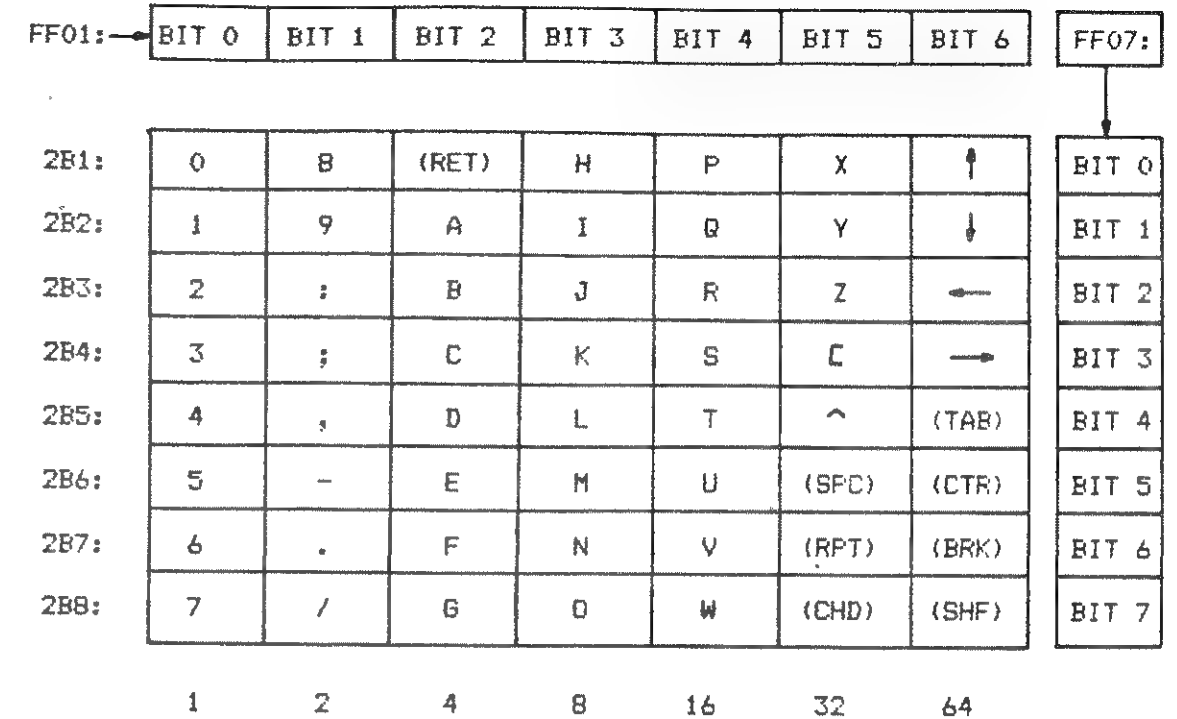 FF01: BIT 0 BIT 1 BIT 2 BIT 3 BIT 4 BIT 5 BIT 6 FF07:
2B1: 0 8 (RET) H P X ↑ BIT 0
2B2: 1 9 A I Q Y ↓ BIT 1
2B3: 2 : B J R Z ← BIT 2
2B4: 3 ; C K S [ → BIT 3
2B5: 4 , D L T ^ (TAB) BIT 4
2B6: 5 - E M U (SPC) (CTR) BIT 5
2B7: 6 . F N V (RPT) (BRK) BIT 6
2B8: 7 / G O W (CHD) (SHF) BIT 7
1 2 4 8 16 32 64